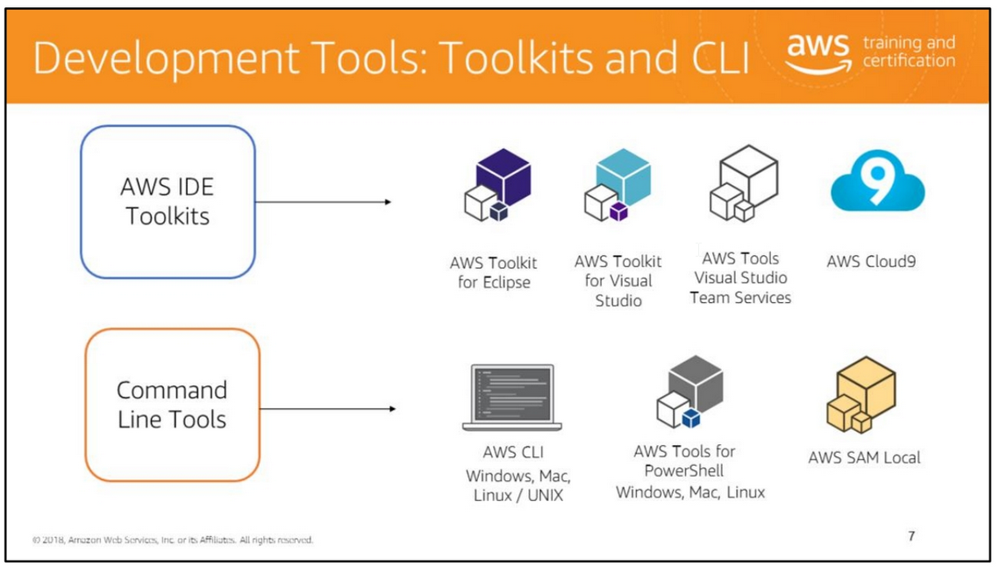 Development Tools: Toolkits and CLI
aws training and
certification
AWS IDE
Toolkits
9
AWS Toolkit
for Eclipse
AWS Toolkit
for Visual
Studio
AWS Tools
Visual Studio
Team Services
AWS Cloud9
Command
Line Tools
AWS CLI
Windows, Mac,
Linux / UNIX
AWS Tools for
PowerShell
Windows, Mac, Linux
AWS SAM Local
© 2018, Amazon Web Services, Inc. or its Affiliates. All rights reserved.
7